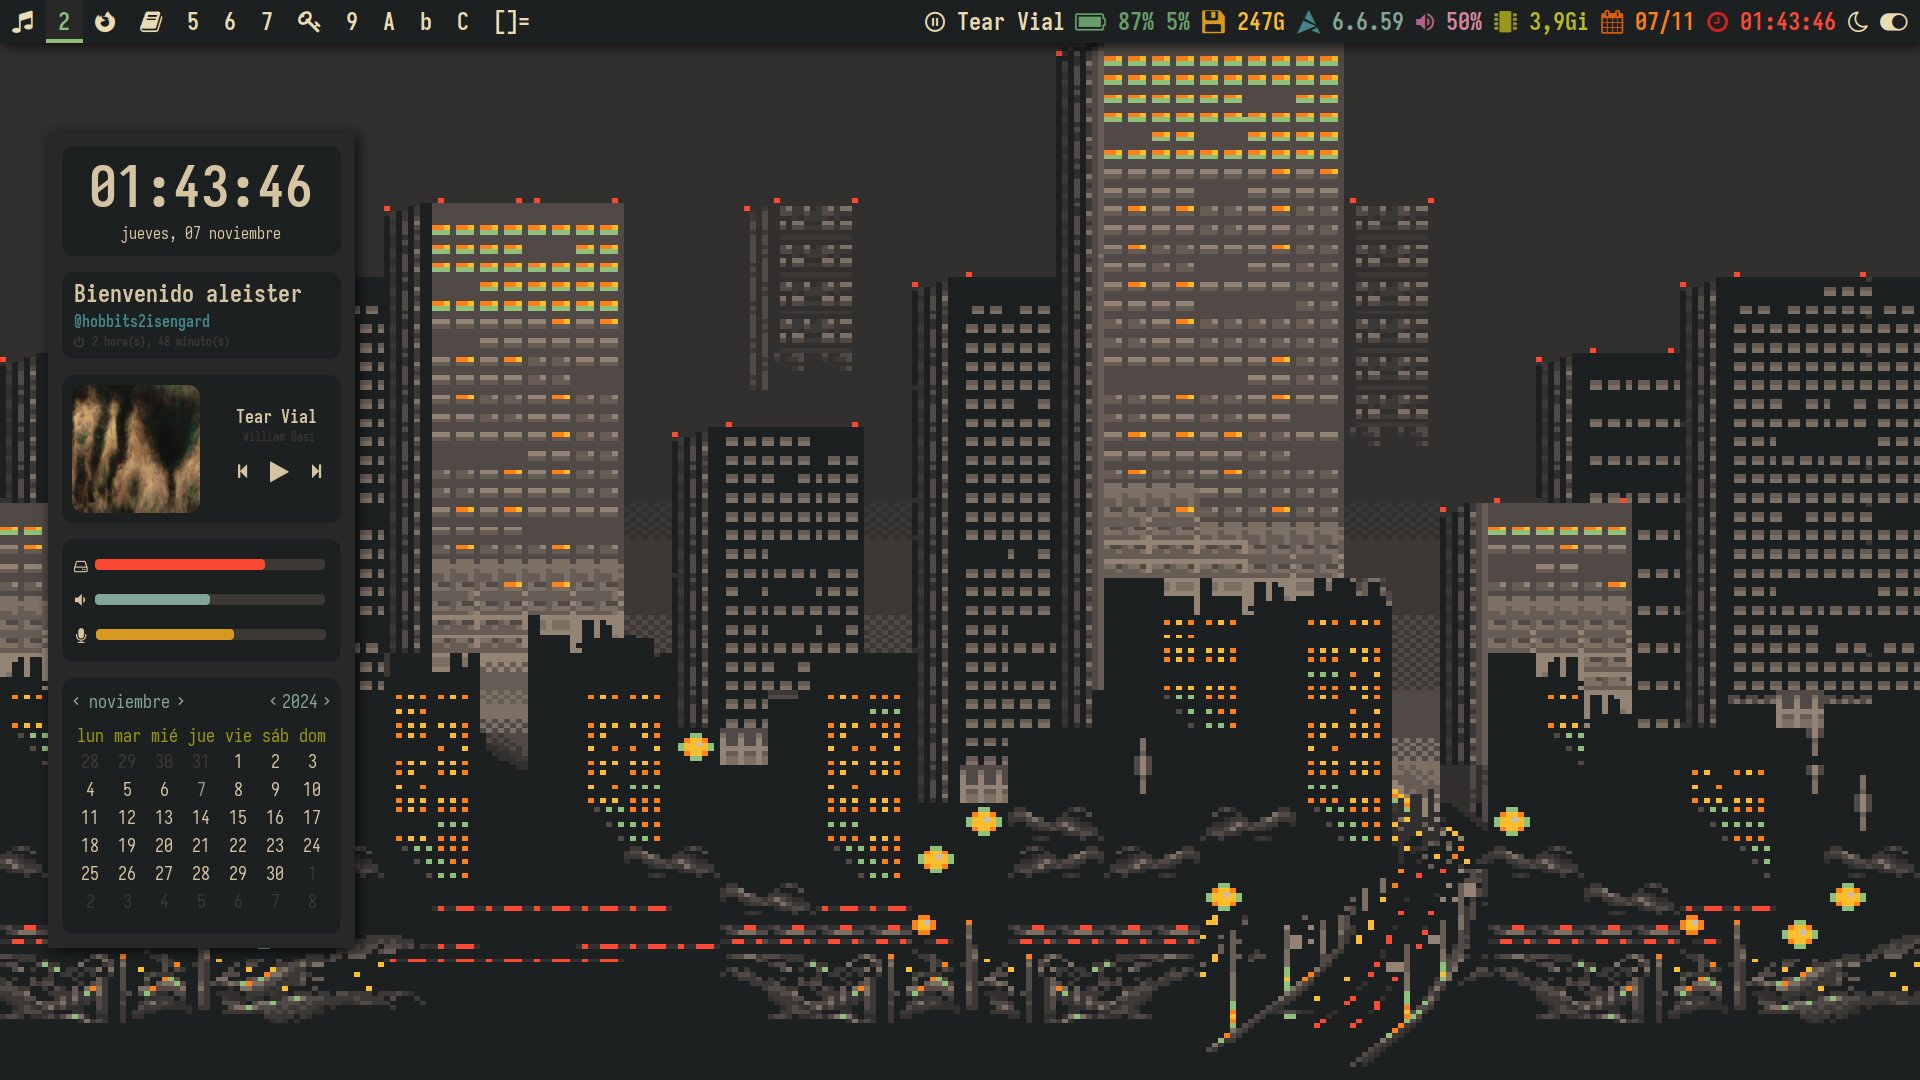 2 5 6 7 9 A b C []= Tear Vial 87% 5% 247G 6.6.59 50% 3,9Gi 07/11 01:43:46
01:43:46
jueves, 07 noviembre
Bienvenido aleister
@hobbits2isengard
2 hora(s), 48 minuto(s)
Tear Vial
William Basi
< noviembre > < 2024 >
lun mar mié jue vie sáb dom
28 29 30 31 1 2 3
4 5 6 7 8 9 10
11 12 13 14 15 16 17
18 19 20 21 22 23 24
25 26 27 28 29 30 1
2 3 4 5 6 7 8